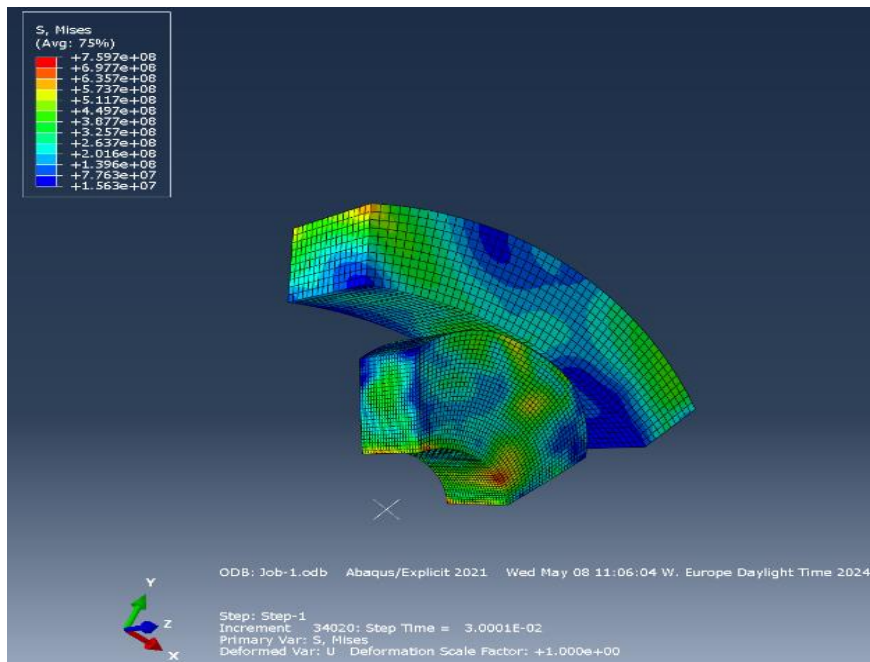 S, Mises
(Avg: 75%)
+7.597e+08
+6.977e+08
+6.357e+08
+5.737e+08
+5.117e+08
+4.497e+08
+3.877e+08
+3.257e+08
+2.637e+08
+2.016e+08
+1.396e+08
+7.763e+07
+1.563e+07
ODB: Job-1.odb Abaqus/Explicit 2021 Wed May 08 11:06:04 W. Europe Daylight Time 2024
Y
Z
X
Step: Step-1
Increment 34020: Step Time = 3.0001E-02
Primary Var: S, Mises
Deformed Var: U Deformation Scale Factor: +1.000e+00